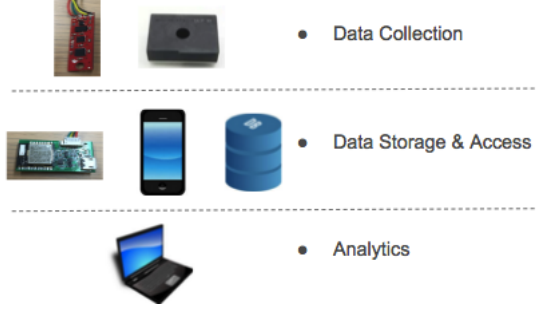 Data Collection
Data Storage & Access
Analytics